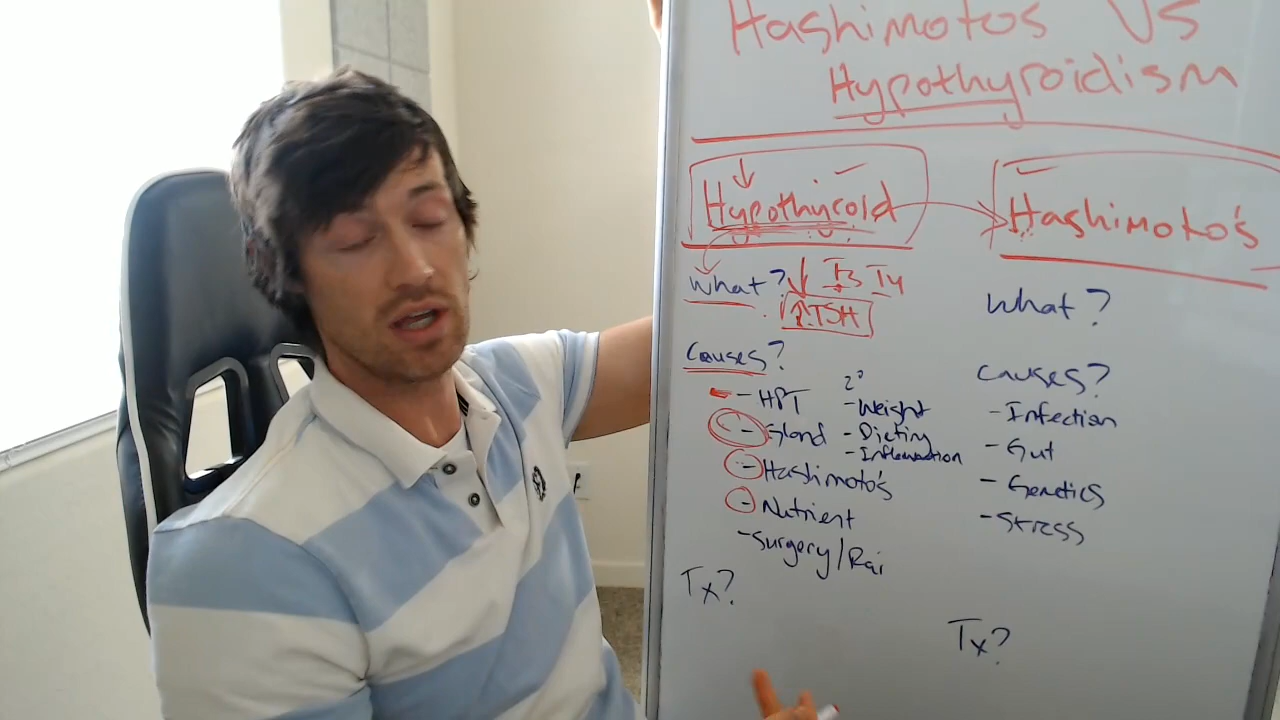 Hashimotos Vs
Hypothyroidism
↓
Hypothyroid
Hashimoto's
What? ↓ T3 T4
↑TSH
Causes?
- HPT
- Gland
- Hashimoto's
- Nutrient
- Surgery/Rai
2°
- Weight
- Dieting
- Inflammation
Tx?
What?
Causes?
- Infection
- Gut
- Genetics
- Stress
Tx?